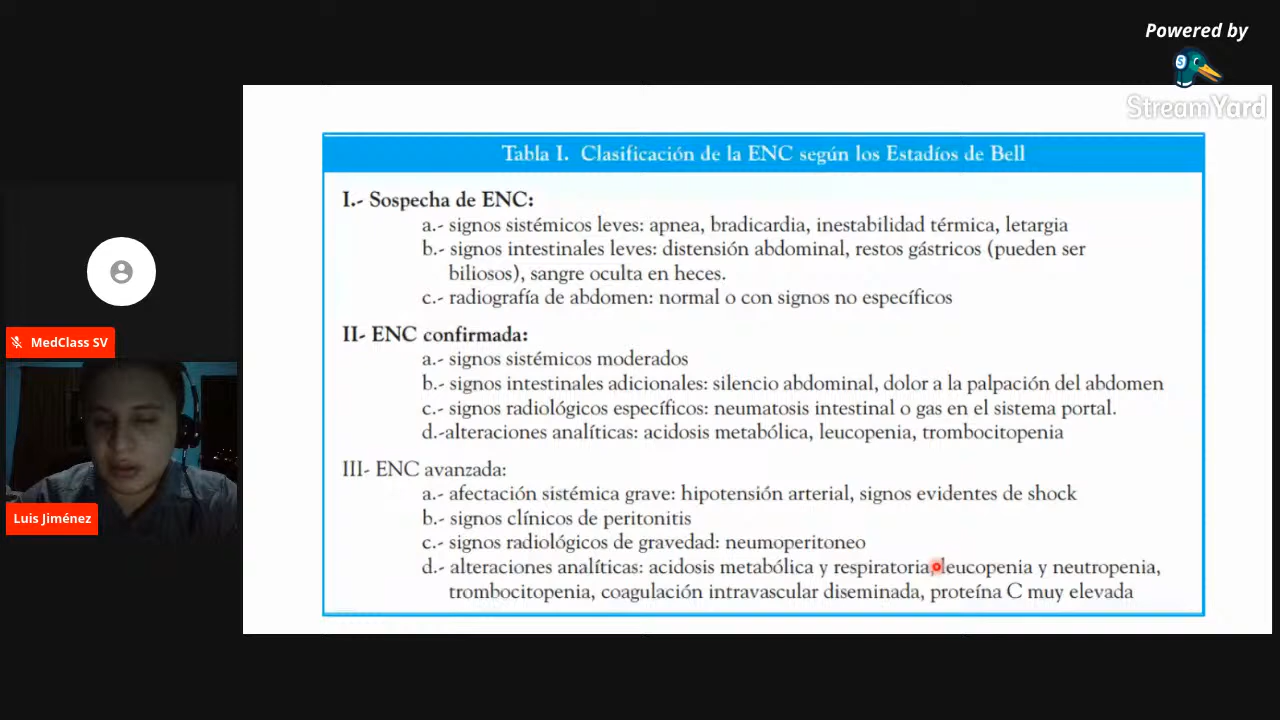 Powered by
StreamYard
Tabla I. Clasificación de la ENC según los Estadíos de Bell
I.- Sospecha de ENC:
a.- signos sistémicos leves: apnea, bradicardia, inestabilidad térmica, letargia
b.- signos intestinales leves: distensión abdominal, restos gástricos (pueden ser
biliosos), sangre oculta en heces.
c.- radiografía de abdomen: normal o con signos no específicos
II- ENC confirmada:
a.- signos sistémicos moderados
b.- signos intestinales adicionales: silencio abdominal, dolor a la palpación del abdomen
c.- signos radiológicos específicos: neumatosis intestinal o gas en el sistema portal.
d.-alteraciones analíticas: acidosis metabólica, leucopenia, trombocitopenia
III- ENC avanzada:
a.- afectación sistémica grave: hipotensión arterial, signos evidentes de shock
b.- signos clínicos de peritonitis
c.- signos radiológicos de gravedad: neumoperitoneo
d.- alteraciones analíticas: acidosis metabólica y respiratoria leucopenia y neutropenia,
trombocitopenia, coagulación intravascular diseminada, proteína C muy elevada
MedClass SV
Luis Jiménez